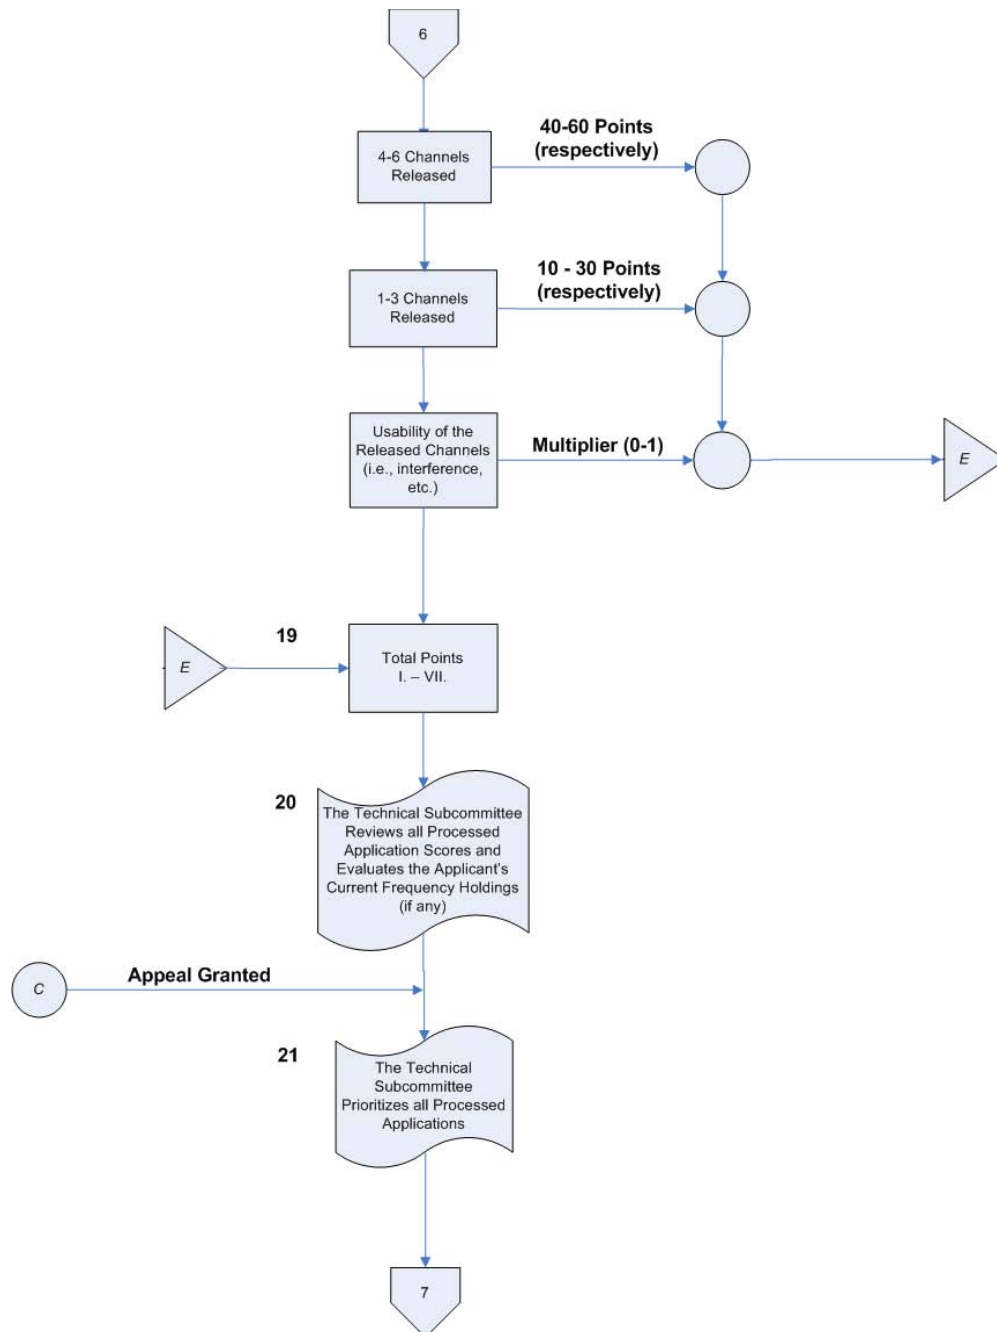 6
4-6 Channels
Released
40-60 Points
(respectively)
1-3 Channels
Released
10 - 30 Points
(respectively)
Usability of the
Released Channels
(i.e., interference,
etc.)
Multiplier (0-1)
E
E
19
Total Points
I. – VII.
20
The Technical Subcommittee
Reviews all Processed
Application Scores and
Evaluates the Applicant's
Current Frequency Holdings
(if any)
C
Appeal Granted
21
The Technical
Subcommittee
Prioritizes all Processed
Applications
7